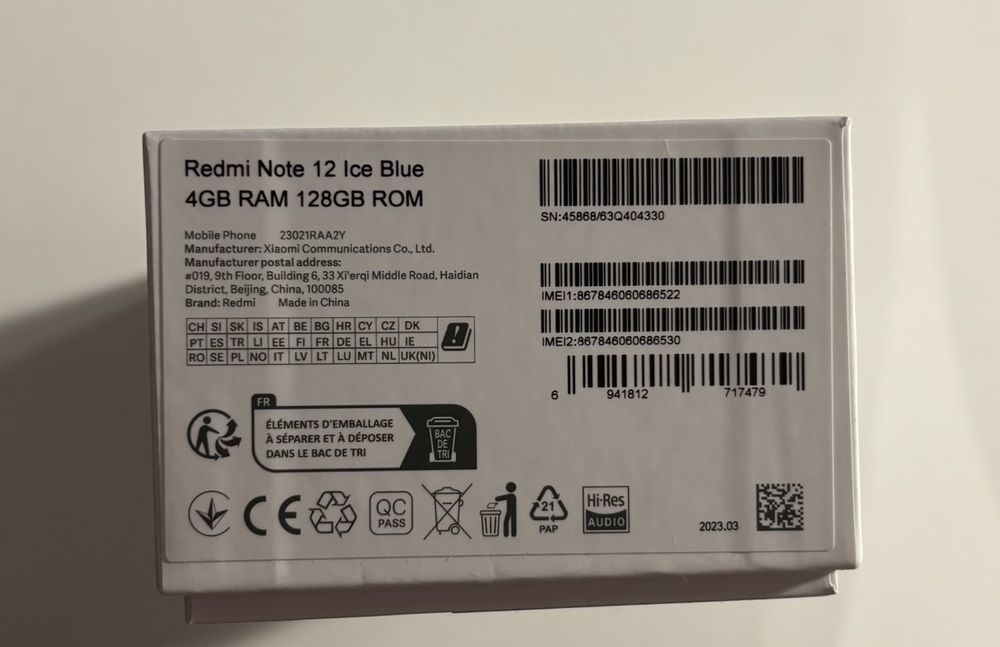 Redmi Note 12 Ice Blue
4GB RAM 128GB ROM
Mobile Phone 23021RAA2Y
Manufacturer: Xiaomi Communications Co., Ltd.
Manufacturer postal address:
#019, 9th Floor, Building 6, 33 Xi'erqi Middle Road, Haidian
District, Beijing, China, 100085
Brand: Redmi Made in China
CH SI SK IS AT BE BG HR CY CZ DK
PT ES TR LI EE FI FR DE EL HU IE
RO SE PL NO IT LV LT LU MT NL UK(NI)
SN:45868/63Q404330
IMEI1:867846060686522
IMEI2:867846060686530
6 941812 717479
FR
ÉLÉMENTS D'EMBALLAGE
À SÉPARER ET À DÉPOSER
DANS LE BAC DE TRI
BAC
DE
TRI
CE
QC
PASS
21
PAP
Hi-Res
AUDIO
2023.03